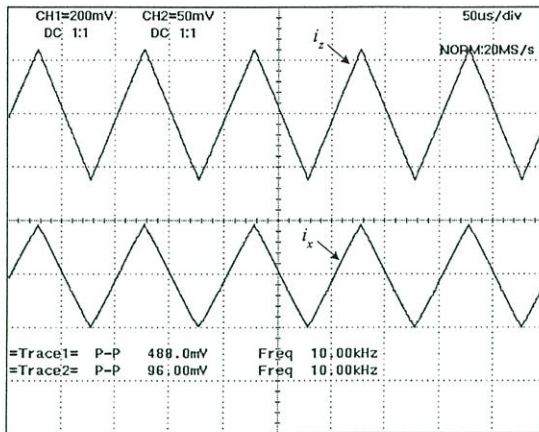 CH1=200mV CH2=50mV 50us/div
DC 1:1 DC 1:1
i_z NORM:20MS/s
i_x
=Trace1= P-P 488.0mV Freq 10.00kHz
=Trace2= P-P 96.00mV Freq 10.00kHz